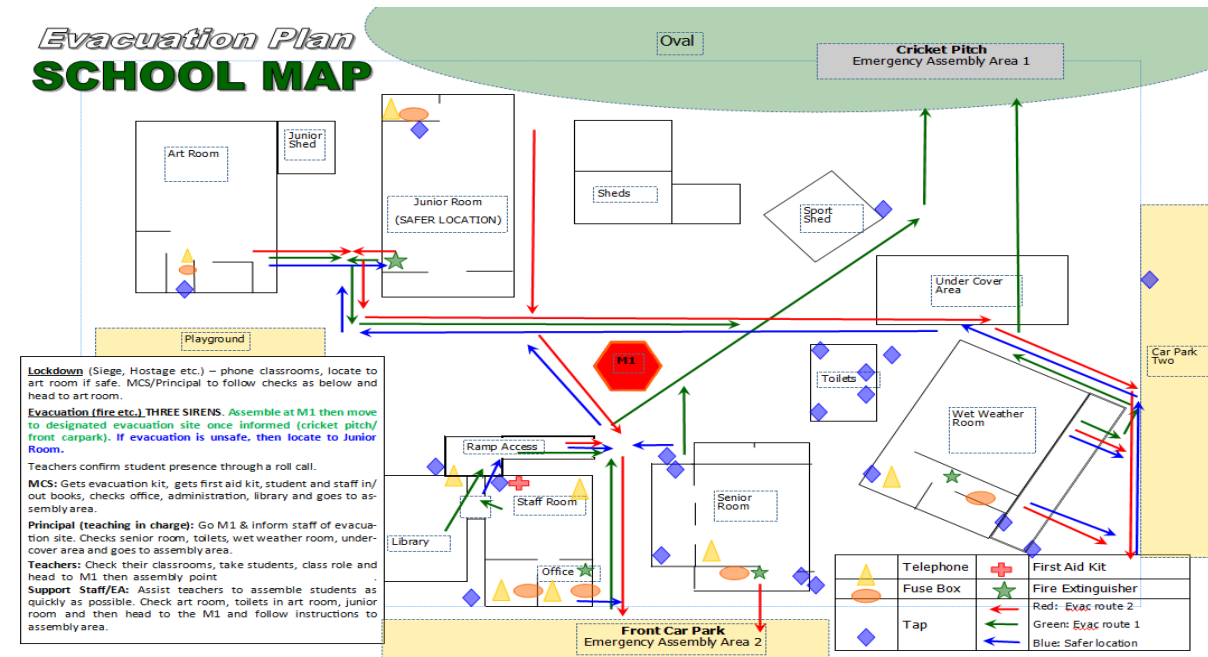 Evacuation Plan
SCHOOL MAP
Oval
Cricket Pitch
Emergency Assembly Area 1
Art Room
Junior
Shed
Junior Room
(SAFER LOCATION)
Sheds
Sport
Shed
Under Cover
Area
Car Park
Two
Playground
M1
Toilets
Wet Weather
Room
Ramp Access
Staff Room
Senior
Room
Library
Office
Front Car Park
Emergency Assembly Area 2
Lockdown (Siege, Hostage etc.) – phone classrooms, locate to
art room if safe. MCS/Principal to follow checks as below and
head to art room.
Evacuation (fire etc.) THREE SIRENS. Assemble at M1 then move
to designated evacuation site once informed (cricket pitch/
front carpark). If evacuation is unsafe, then locate to Junior
Room.
Teachers confirm student presence through a roll call.
MCS: Gets evacuation kit, gets first aid kit, student and staff in/
out books, checks office, administration, library and goes to as-
sembly area.
Principal (teaching in charge): Go M1 & inform staff of evacua-
tion site. Checks senior room, toilets, wet weather room, under-
cover area and goes to assembly area.
Teachers: Check their classrooms, take students, class role and
head to M1 then assembly point .
Support Staff/EA: Assist teachers to assemble students as
quickly as possible. Check art room, toilets in art room, junior
room and then head to the M1 and follow instructions to
assembly area.
Telephone
First Aid Kit
Fuse Box
Fire Extinguisher
Tap
Red: Evac route 2
Green: Evac route 1
Blue: Safer location